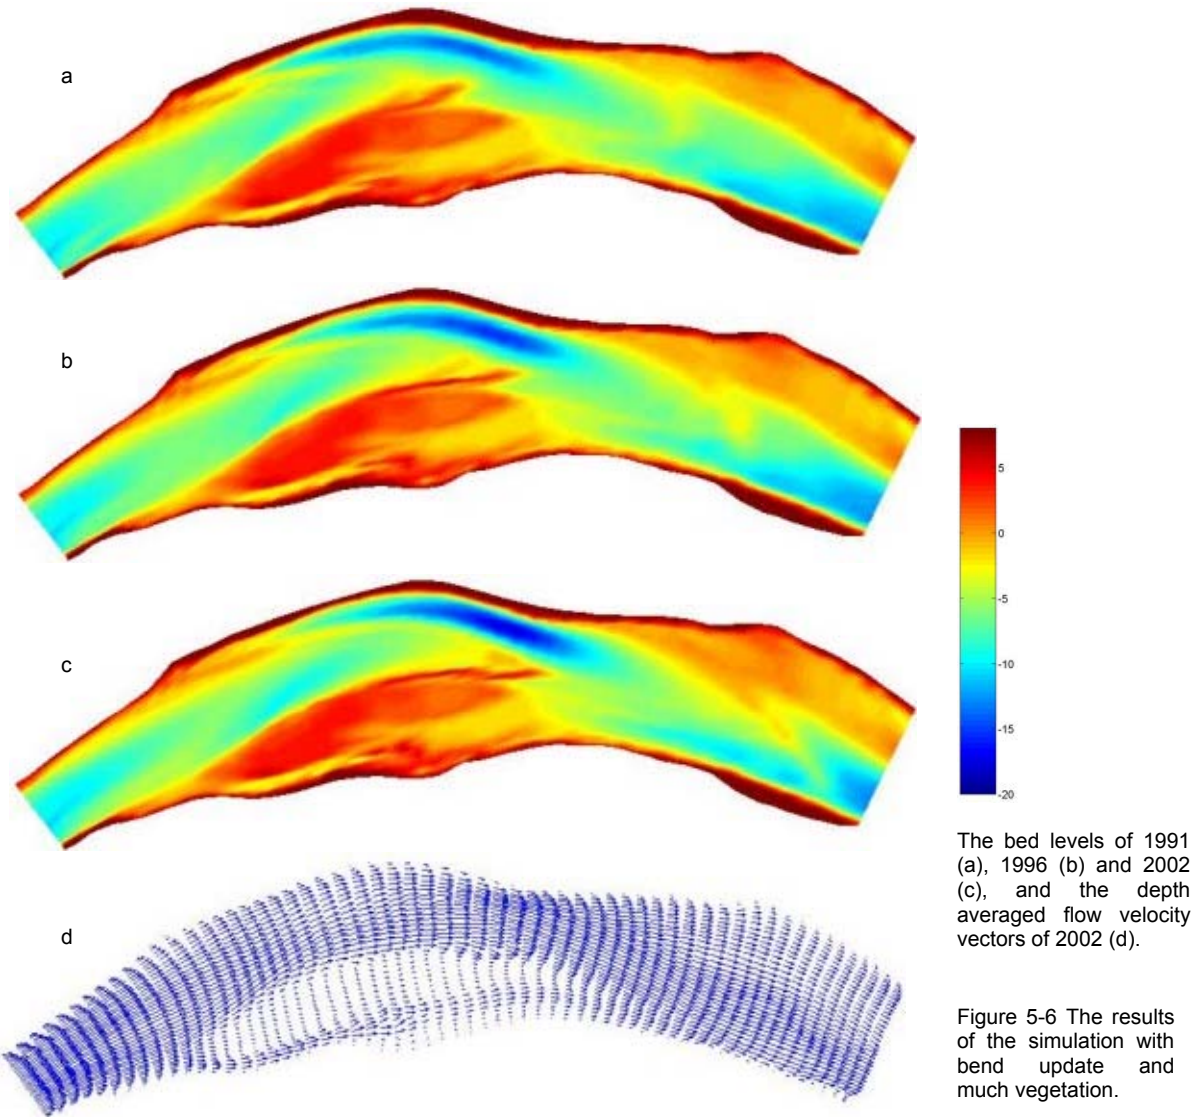 a
b
c
d
5
0
-5
-10
-15
-20
The bed levels of 1991
(a), 1996 (b) and 2002
(c), and the depth
averaged flow velocity
vectors of 2002 (d).
Figure 5-6 The results
of the simulation with
bend update and
much vegetation.